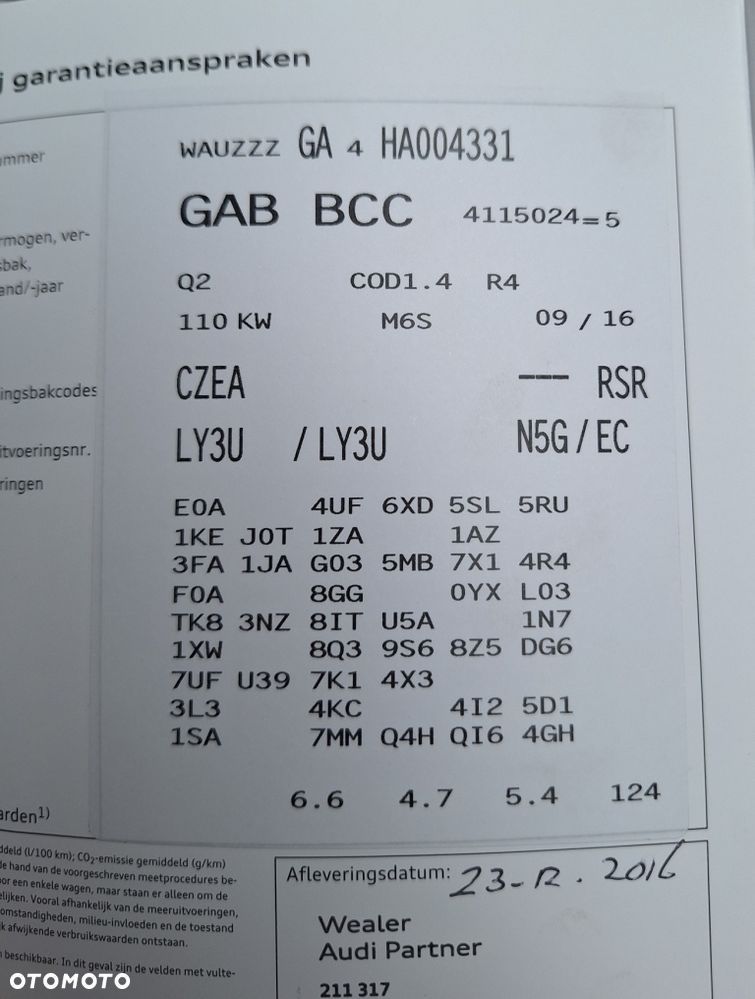 j garantieaanspraken
ummer
WAUZZZ GA 4 HA004331
GAB BCC 4115024=5
rmogen, ver-
sbak,
and/-jaar
Q2 COD1.4 R4
110 KW M6S 09 / 16
ingsbakcodes
CZEA --- RSR
itvoeringsnr.
LY3U / LY3U N5G / EC
ringen
E0A 4UF 6XD 5SL 5RU
1KE J0T 1ZA 1AZ
3FA 1JA G03 5MB 7X1 4R4
F0A 8GG 0YX L03
TK8 3NZ 8IT U5A 1N7
1XW 8Q3 9S6 8Z5 DG6
7UF U39 7K1 4X3
3L3 4KC 4I2 5D1
1SA 7MM Q4H QI6 4GH
6.6 4.7 5.4 124
arden1)
ddeld (l/100 km); CO2-emissie gemiddeld (g/km)
de hand van de voorgeschreven meetprocedures be-
oor een enkele wagen, maar staan er alleen om de
elijken. Vooral afhankelijk van de meeruitvoeringen,
omstandigheden, milieu-invloeden en de toestand
k afwijkende verbruikswaarden ontstaan.
n beschikbaar. In dit geval zijn de velden met vulte-
Afleveringsdatum: 23-12. 2016
Wealer
Audi Partner
211 317
OTOMOTO